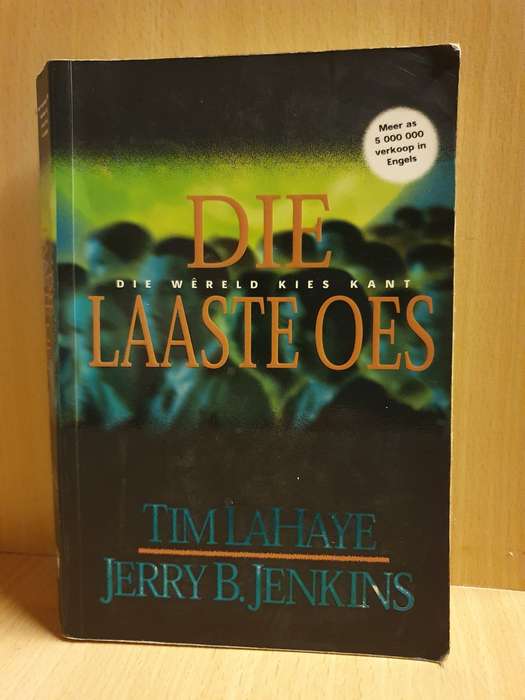 Meer as
5 000 000
verkoop in
Engels
DIE
DIE WÊRELD KIES KANT
LAASTE OES
TIM LAHAYE
JERRY B. JENKINS